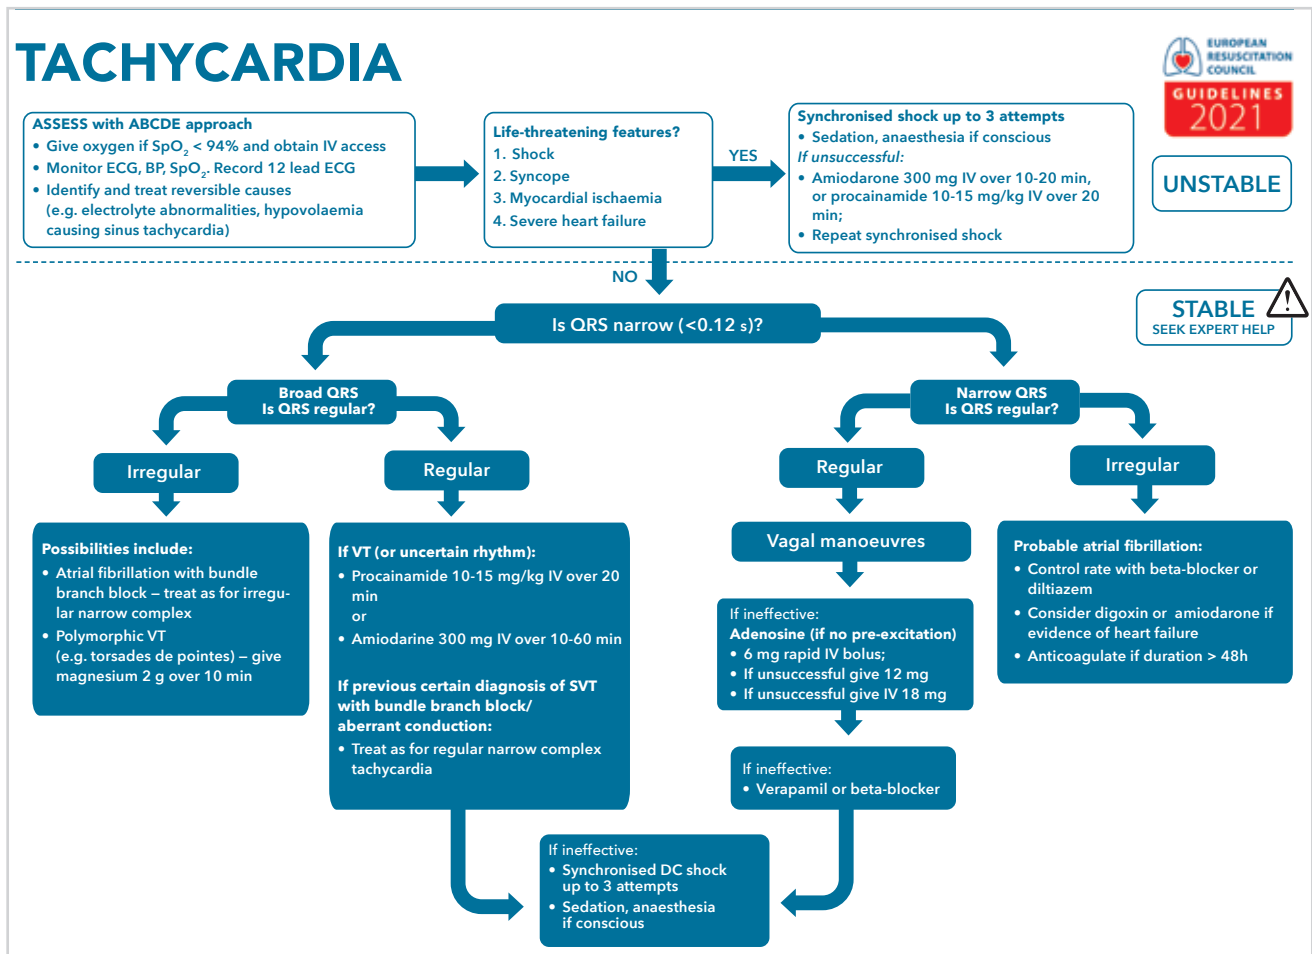 TACHYCARDIA
EUROPEAN
RESUSCITATION
COUNCIL
GUIDELINES
2021
ASSESS with ABCDE approach
• Give oxygen if SpO2 < 94% and obtain IV access
• Monitor ECG, BP, SpO2. Record 12 lead ECG
• Identify and treat reversible causes
(e.g. electrolyte abnormalities, hypovolaemia
causing sinus tachycardia)
Life-threatening features?
1. Shock
2. Syncope
3. Myocardial ischaemia
4. Severe heart failure
YES
Synchronised shock up to 3 attempts
• Sedation, anaesthesia if conscious
If unsuccessful:
• Amiodarone 300 mg IV over 10-20 min,
or procainamide 10-15 mg/kg IV over 20
min;
• Repeat synchronised shock
UNSTABLE
NO
STABLE
SEEK EXPERT HELP
!
Is QRS narrow (<0.12 s)?
Broad QRS
Is QRS regular?
Narrow QRS
Is QRS regular?
Irregular
Regular
Regular
Irregular
Possibilities include:
• Atrial fibrillation with bundle
branch block – treat as for irregu-
lar narrow complex
• Polymorphic VT
(e.g. torsades de pointes) – give
magnesium 2 g over 10 min
If VT (or uncertain rhythm):
• Procainamide 10-15 mg/kg IV over 20
min
or
• Amiodarine 300 mg IV over 10-60 min
If previous certain diagnosis of SVT
with bundle branch block/
aberrant conduction:
• Treat as for regular narrow complex
tachycardia
Vagal manoeuvres
If ineffective:
Adenosine (if no pre-excitation)
• 6 mg rapid IV bolus;
• If unsuccessful give 12 mg
• If unsuccessful give IV 18 mg
If ineffective:
• Verapamil or beta-blocker
Probable atrial fibrillation:
• Control rate with beta-blocker or
diltiazem
• Consider digoxin or amiodarone if
evidence of heart failure
• Anticoagulate if duration > 48h
If ineffective:
• Synchronised DC shock
up to 3 attempts
• Sedation, anaesthesia
if conscious